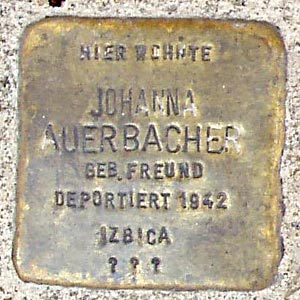 HIER WOHNTE
JOHANNA
AUERBACHER
GEB. FREUND
DEPORTIERT 1942
IZBICA
? ? ?